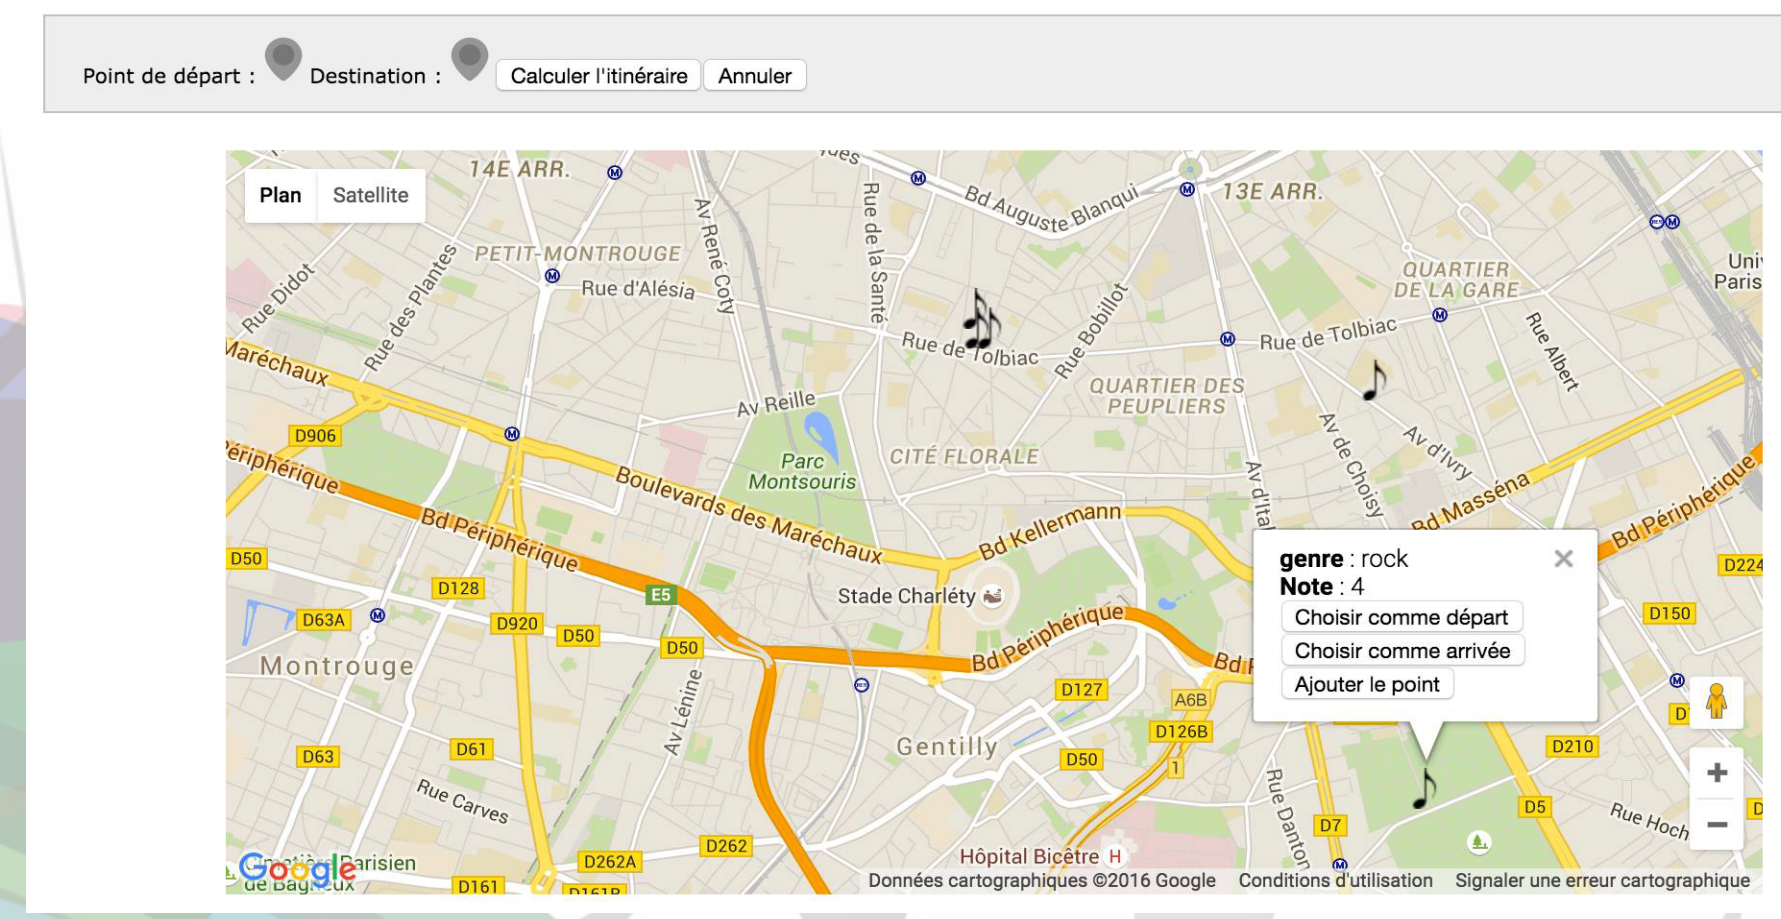 Point de départ : Destination : Calculer l'itinéraire Annuler
14E ARR.
Plan Satellite
Bd Auguste Blanqui
13E ARR.
Rue de la Santé
Av René Coty
PETIT-MONTROUGE
Rue d'Alésia
Rue Didot
Rue des Plantes
QUARTIER
DE LA GARE
Rue de Tolbiac
Rue Bobillot
Rue de Tolbiac
Rue Albert
Maréchaux
QUARTIER DES
PEUPLIERS
Av Reille
D906
Parc
Montsouris
CITÉ FLORALE
Av de Choisy
Av d'Ivry
Boulevards des Maréchaux
Bd Périphérique
Bd Kellermann
Bd Masséna
Bd Périphérique
D50
D128
E5
Stade Charléty
genre : rock
Note : 4
Choisir comme départ
Choisir comme arrivée
Ajouter le point
D224
D150
D63A
D920
D50
D50
Bd Périphérique
Montrouge
Av Lénine
D127
A6B
D126B
D63
D61
Gentilly
D50
1
D210
Rue Carves
Rue Danton
D7
D5
Rue Hoch
D262
D262A
Hôpital Bicêtre H
Google
D161
D161B
Données cartographiques ©2016 Google Conditions d'utilisation Signaler une erreur cartographique